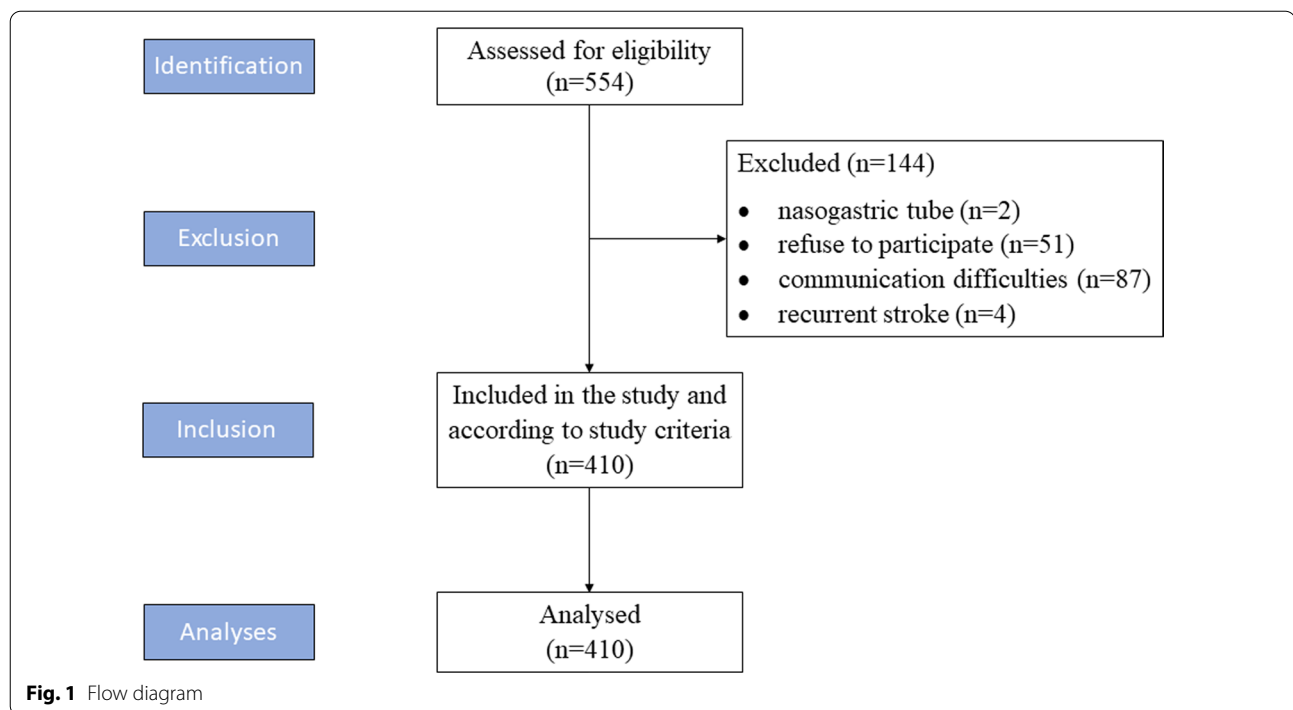 Identification
Assessed for eligibility
(n=554)
Exclusion
Excluded (n=144)
• nasogastric tube (n=2)
• refuse to participate (n=51)
• communication difficulties (n=87)
• recurrent stroke (n=4)
Inclusion
Included in the study and
according to study criteria
(n=410)
Analyses
Analysed
(n=410)
Fig. 1 Flow diagram